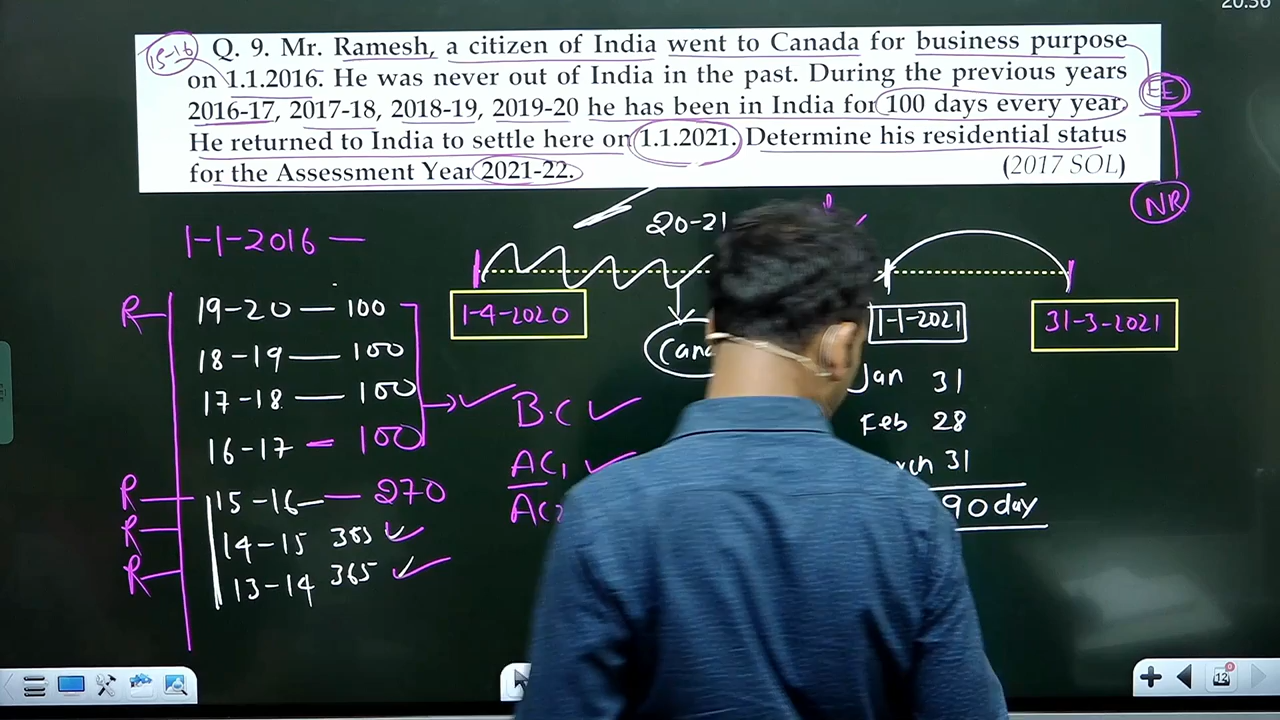 20:36
15-16
Q. 9. Mr. Ramesh, a citizen of India went to Canada for business purpose
on 1.1.2016. He was never out of India in the past. During the previous years
2016-17, 2017-18, 2018-19, 2019-20 he has been in India for 100 days every year.
He returned to India to settle here on 1.1.2021. Determine his residential status
for the Assessment Year 2021-22. (2017 SOL)
EE
NR
1-1-2016 —
20-21
1-4-2020
1-1-2021
31-3-2021
R 19-20 — 100
18-19 — 100
17-18 — 100
16-17 — 100
R 15-16 — 270
R 14-15 365 ✓
R 13-14 365 ✓
✓ B.C ✓
AC1 ✓
Jan 31
Feb 28
31
90 day
12